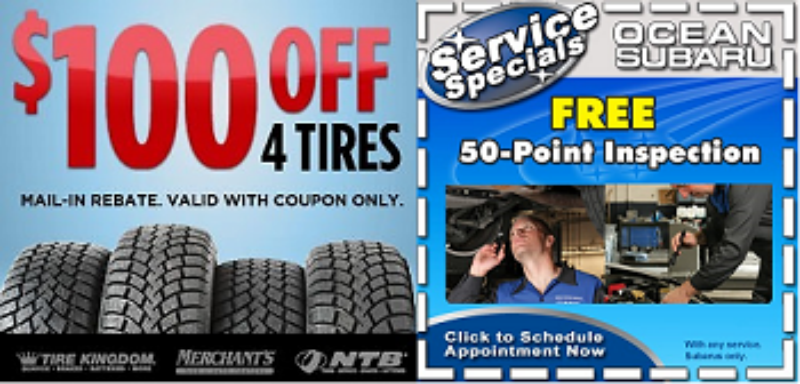 $100 OFF
4 TIRES
MAIL-IN REBATE. VALID WITH COUPON ONLY.
TIRE KINGDOM
MERCHANT'S
NTB
Service
Specials
OCEAN
SUBARU
FREE
50-Point Inspection
Click to Schedule
Appointment Now
With any service.
Subarus only.